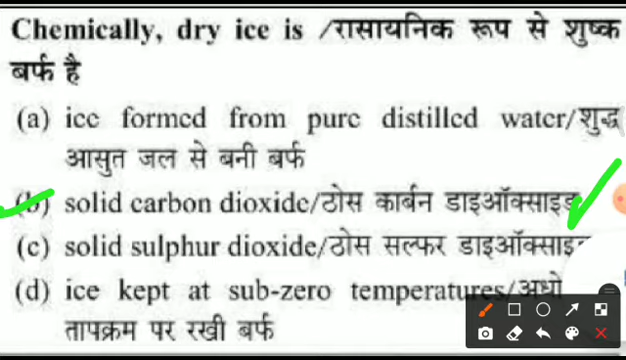 Chemically, dry ice is /रासायनिक रूप से शुष्क
बर्फ है
(a) ice formed from pure distilled water/शुद्ध
आसुत जल से बनी बर्फ
(b) solid carbon dioxide/ठोस कार्बन डाइऑक्साइड
(c) solid sulphur dioxide/ठोस सल्फर डाइऑक्साइड
(d) ice kept at sub-zero temperatures/अधो
तापक्रम पर रखी बर्फ